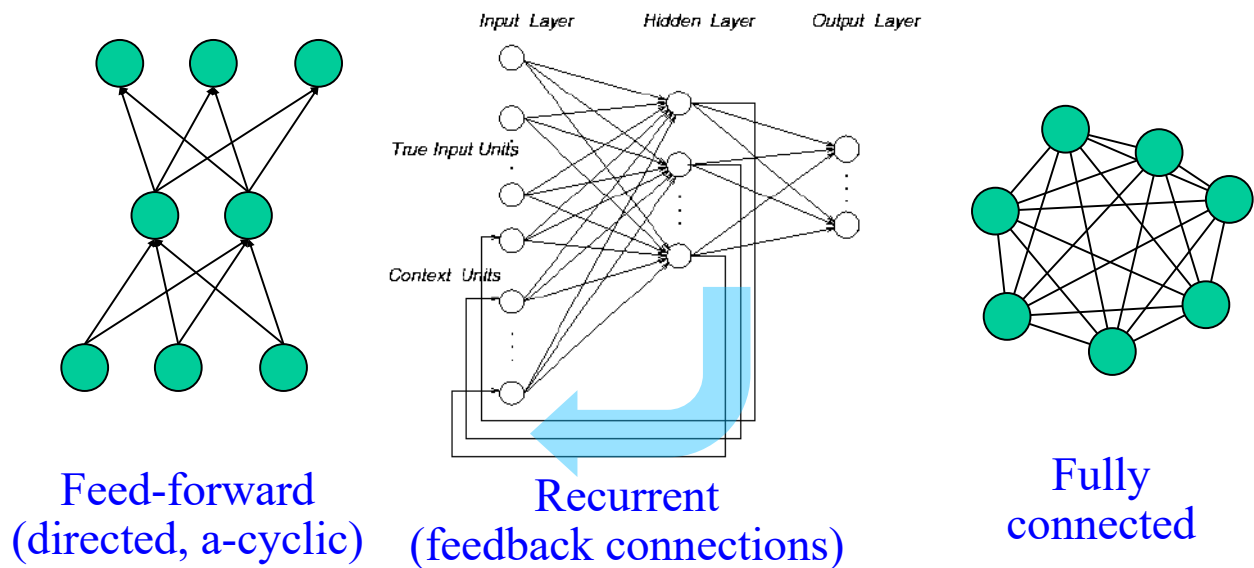 Input Layer
Hidden Layer
Output Layer
True Input Units
Context Units
Feed-forward
(directed, a-cyclic)
Recurrent
(feedback connections)
Fully
connected